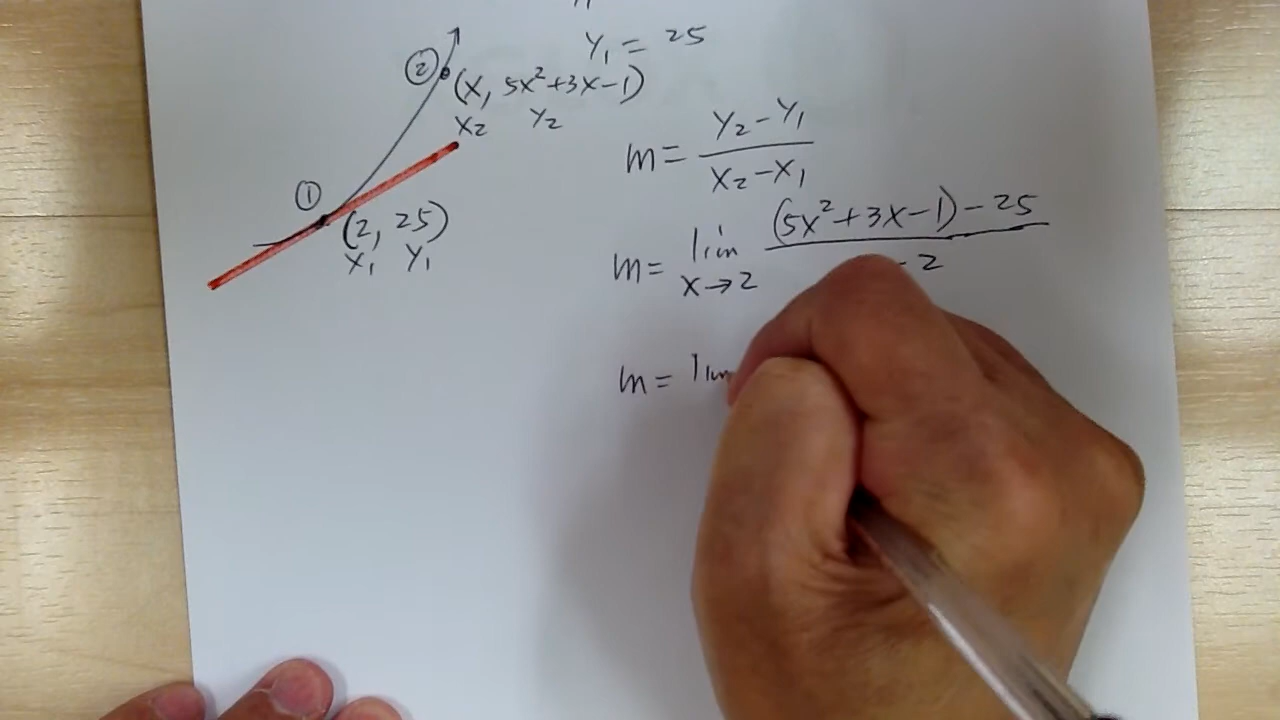 y₁ = 25
② (x, 5x²+3x-1)
x₂ y₂
m = y₂-y₁ / x₂-x₁
① (2, 25)
x₁ y₁
m = lim x→2 (5x²+3x-1)-25 / -2
m = lim